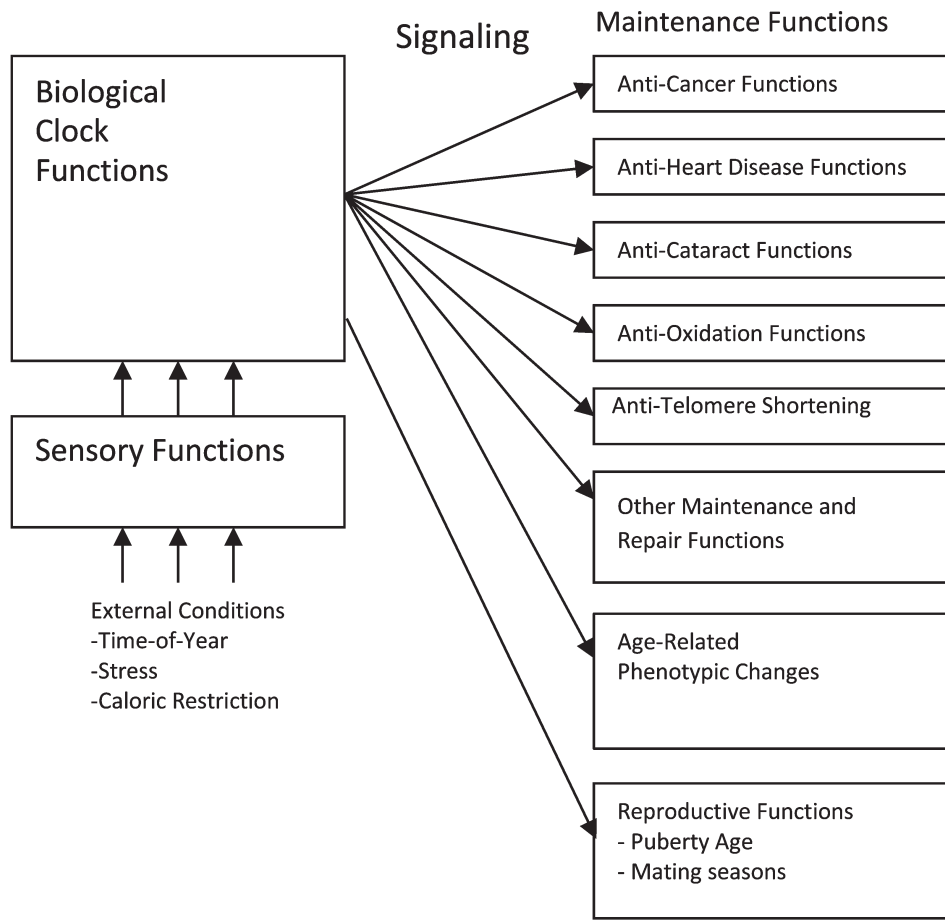 Signaling
Maintenance Functions
Biological
Clock
Functions
Sensory Functions
External Conditions
-Time-of-Year
-Stress
-Caloric Restriction
Anti-Cancer Functions
Anti-Heart Disease Functions
Anti-Cataract Functions
Anti-Oxidation Functions
Anti-Telomere Shortening
Other Maintenance and
Repair Functions
Age-Related
Phenotypic Changes
Reproductive Functions
- Puberty Age
- Mating seasons